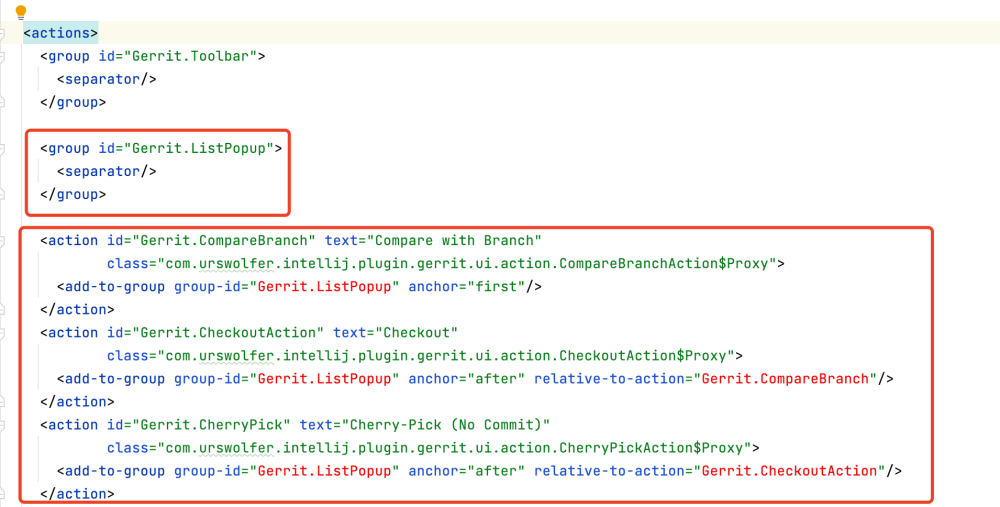 <actions>
<group id="Gerrit.Toolbar">
<separator/>
</group>
<group id="Gerrit.ListPopup">
<separator/>
</group>
<action id="Gerrit.CompareBranch" text="Compare with Branch"
class="com.urswolfer.intellij.plugin.gerrit.ui.action.CompareBranchAction$Proxy">
<add-to-group group-id="Gerrit.ListPopup" anchor="first"/>
</action>
<action id="Gerrit.CheckoutAction" text="Checkout"
class="com.urswolfer.intellij.plugin.gerrit.ui.action.CheckoutAction$Proxy">
<add-to-group group-id="Gerrit.ListPopup" anchor="after" relative-to-action="Gerrit.CompareBranch"/>
</action>
<action id="Gerrit.CherryPick" text="Cherry-Pick (No Commit)"
class="com.urswolfer.intellij.plugin.gerrit.ui.action.CherryPickAction$Proxy">
<add-to-group group-id="Gerrit.ListPopup" anchor="after" relative-to-action="Gerrit.CheckoutAction"/>
</action>